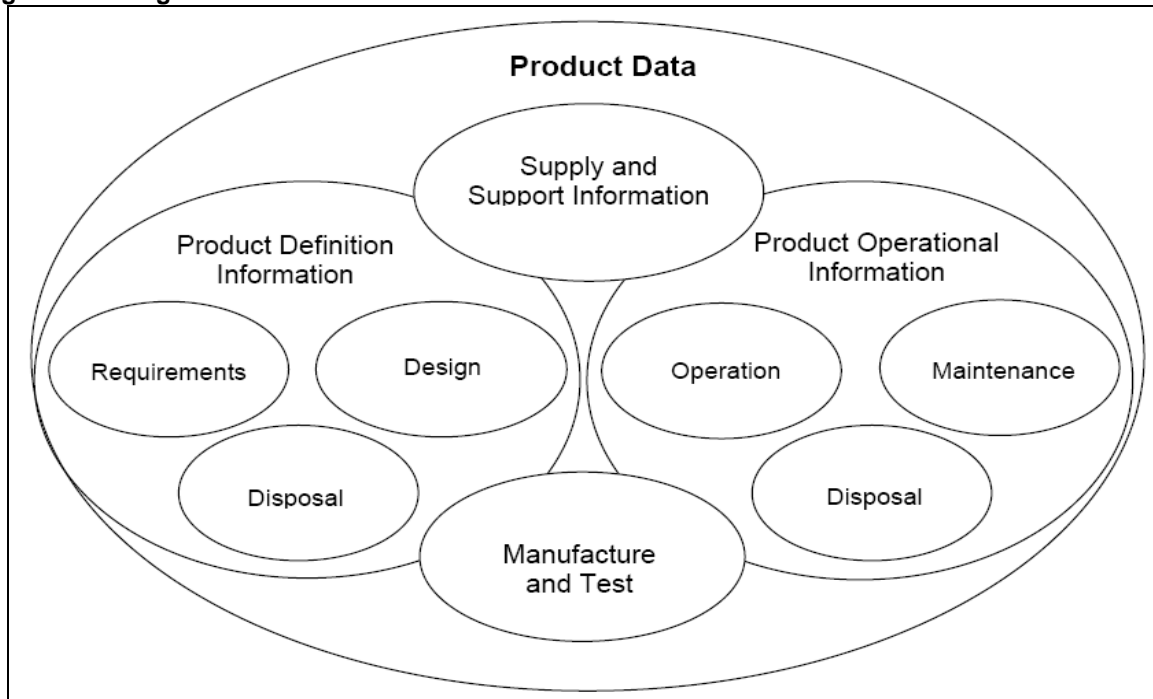 Product Data
Supply and
Support Information
Product Definition
Information
Product Operational
Information
Requirements
Design
Operation
Maintenance
Disposal
Disposal
Manufacture
and Test